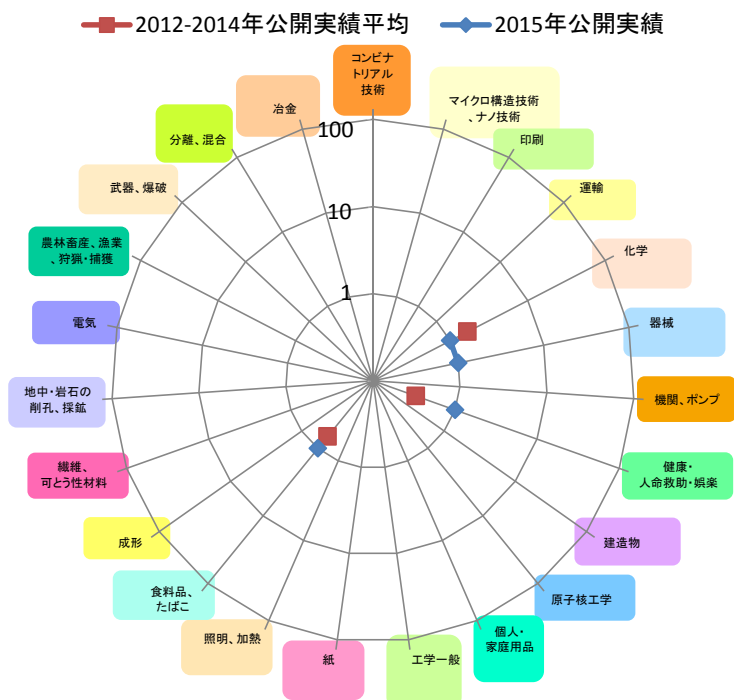 2012-2014年公開実績平均
2015年公開実績
コンビナ
トリアル
技術
マイクロ構造技術
、ナノ技術
印刷
運輸
化学
器械
機関、ポンプ
健康・
人命救助・娯楽
建造物
原子核工学
個人・
家庭用品
工学一般
紙
照明、加熱
食料品、
たばこ
成形
繊維、
可とう性材料
地中・岩石の
削孔、採鉱
電気
農林畜産、漁業
、狩猟・捕獲
武器、爆破
分離、混合
冶金
100
10
1